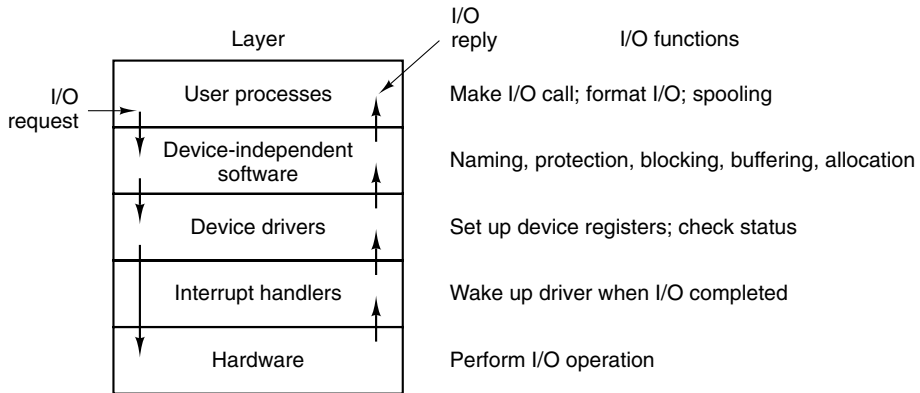 I/O
reply
Layer
I/O functions
I/O
request
User processes
Make I/O call; format I/O; spooling
Device-independent
software
Naming, protection, blocking, buffering, allocation
Device drivers
Set up device registers; check status
Interrupt handlers
Wake up driver when I/O completed
Hardware
Perform I/O operation